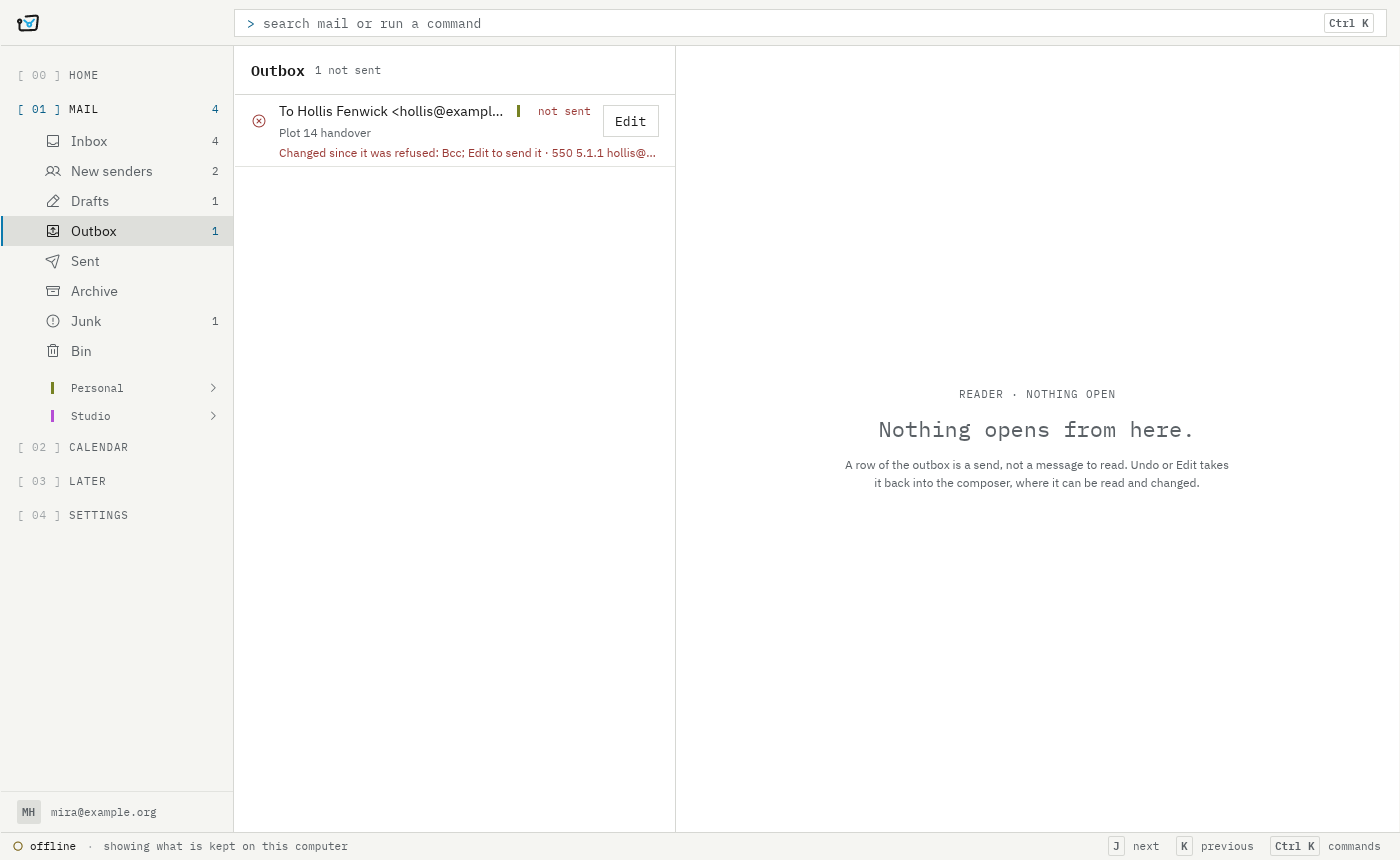 > search mail or run a command Ctrl K
[ 00 ] HOME
[ 01 ] MAIL 4
Inbox 4
New senders 2
Drafts 1
Outbox 1
Sent
Archive
Junk 1
Bin
Personal
Studio
[ 02 ] CALENDAR
[ 03 ] LATER
[ 04 ] SETTINGS
MH mira@example.org
Outbox 1 not sent
To Hollis Fenwick <hollis@exampl... not sent
Edit
Plot 14 handover
Changed since it was refused: Bcc; Edit to send it · 550 5.1.1 hollis@...
READER · NOTHING OPEN
Nothing opens from here.
A row of the outbox is a send, not a message to read. Undo or Edit takes
it back into the composer, where it can be read and changed.
offline · showing what is kept on this computer
J next K previous Ctrl K commands